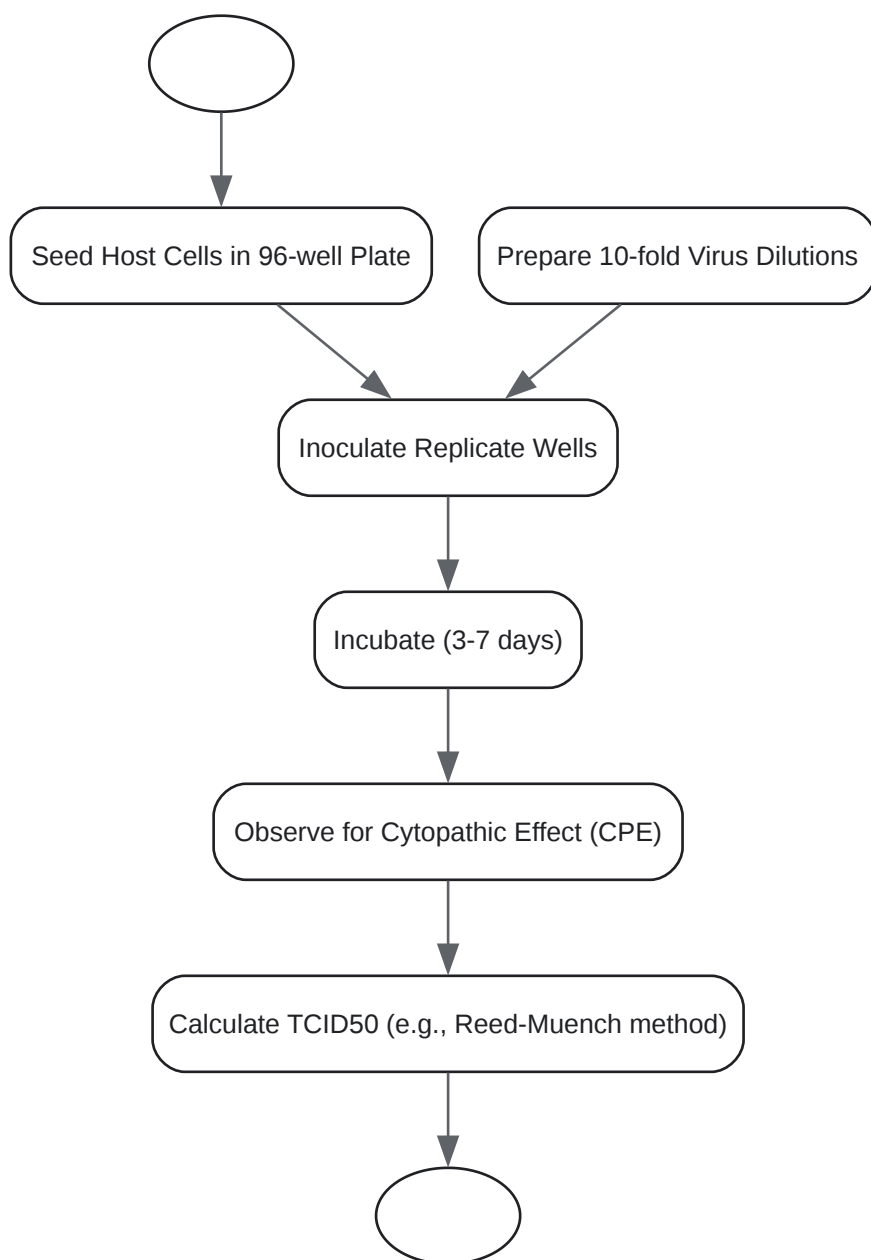 Seed Host Cells in 96-well Plate
Prepare 10-fold Virus Dilutions
Inoculate Replicate Wells
Incubate (3-7 days)
Observe for Cytopathic Effect (CPE)
Calculate TCID50 (e.g., Reed-Muench method)